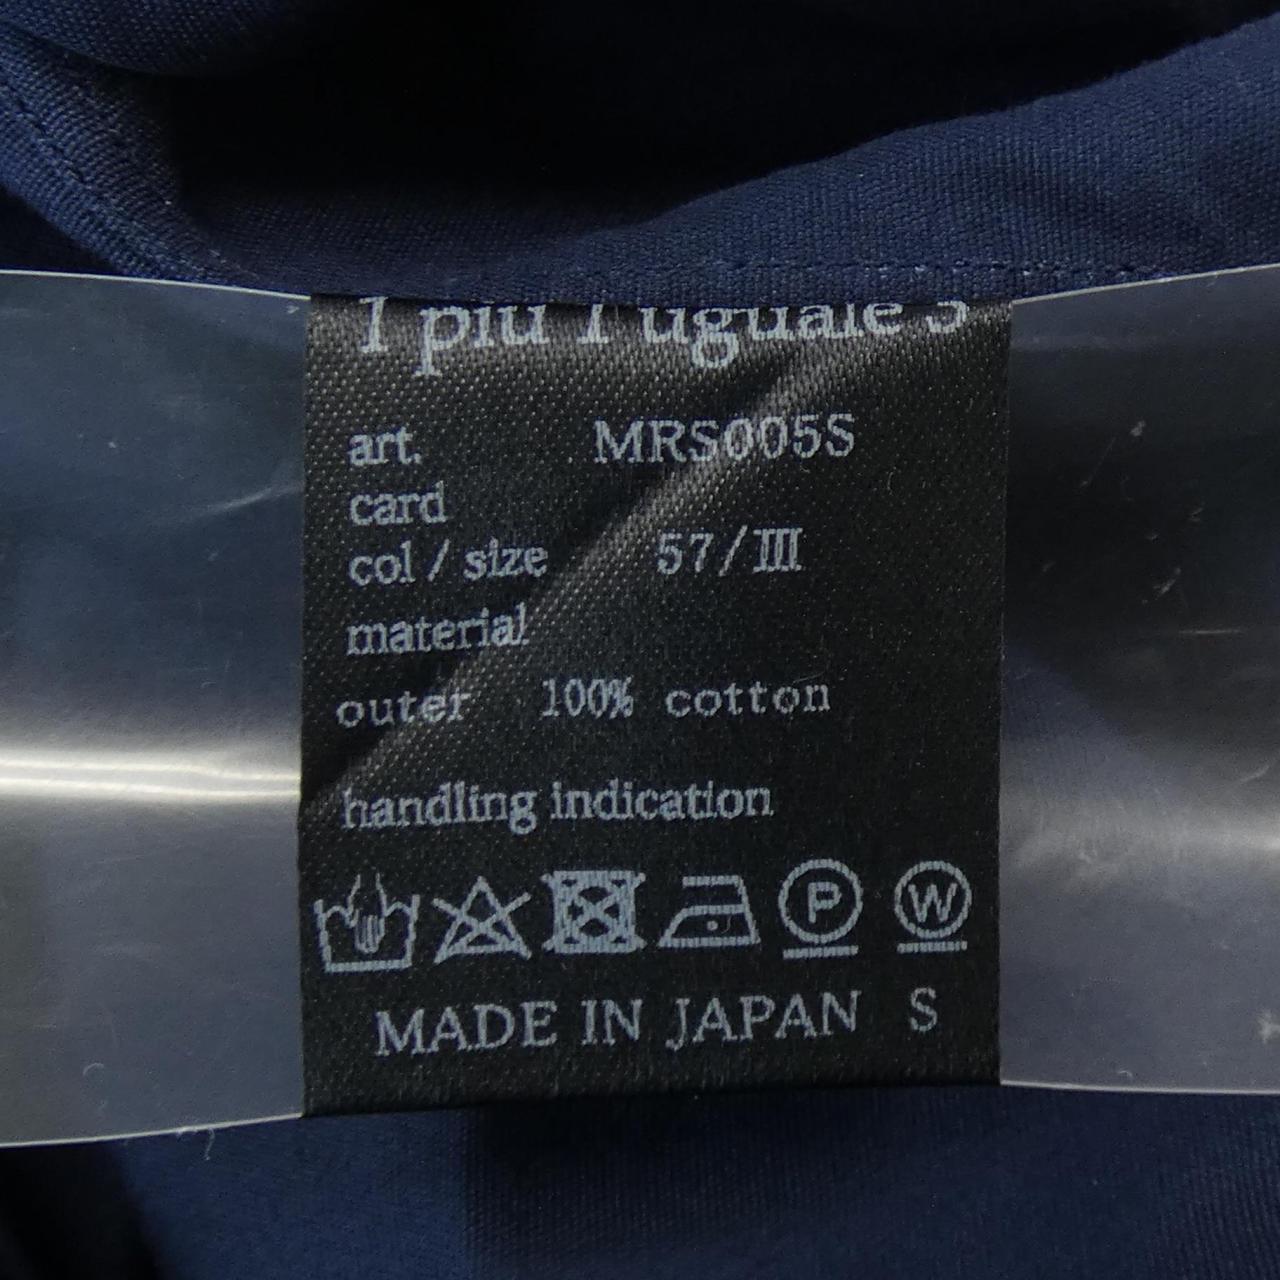 1 più 1 uguale 3
art. MRS005S
card
col / size 57/III
material
outer 100% cotton
handling indication
P W
MADE IN JAPAN S